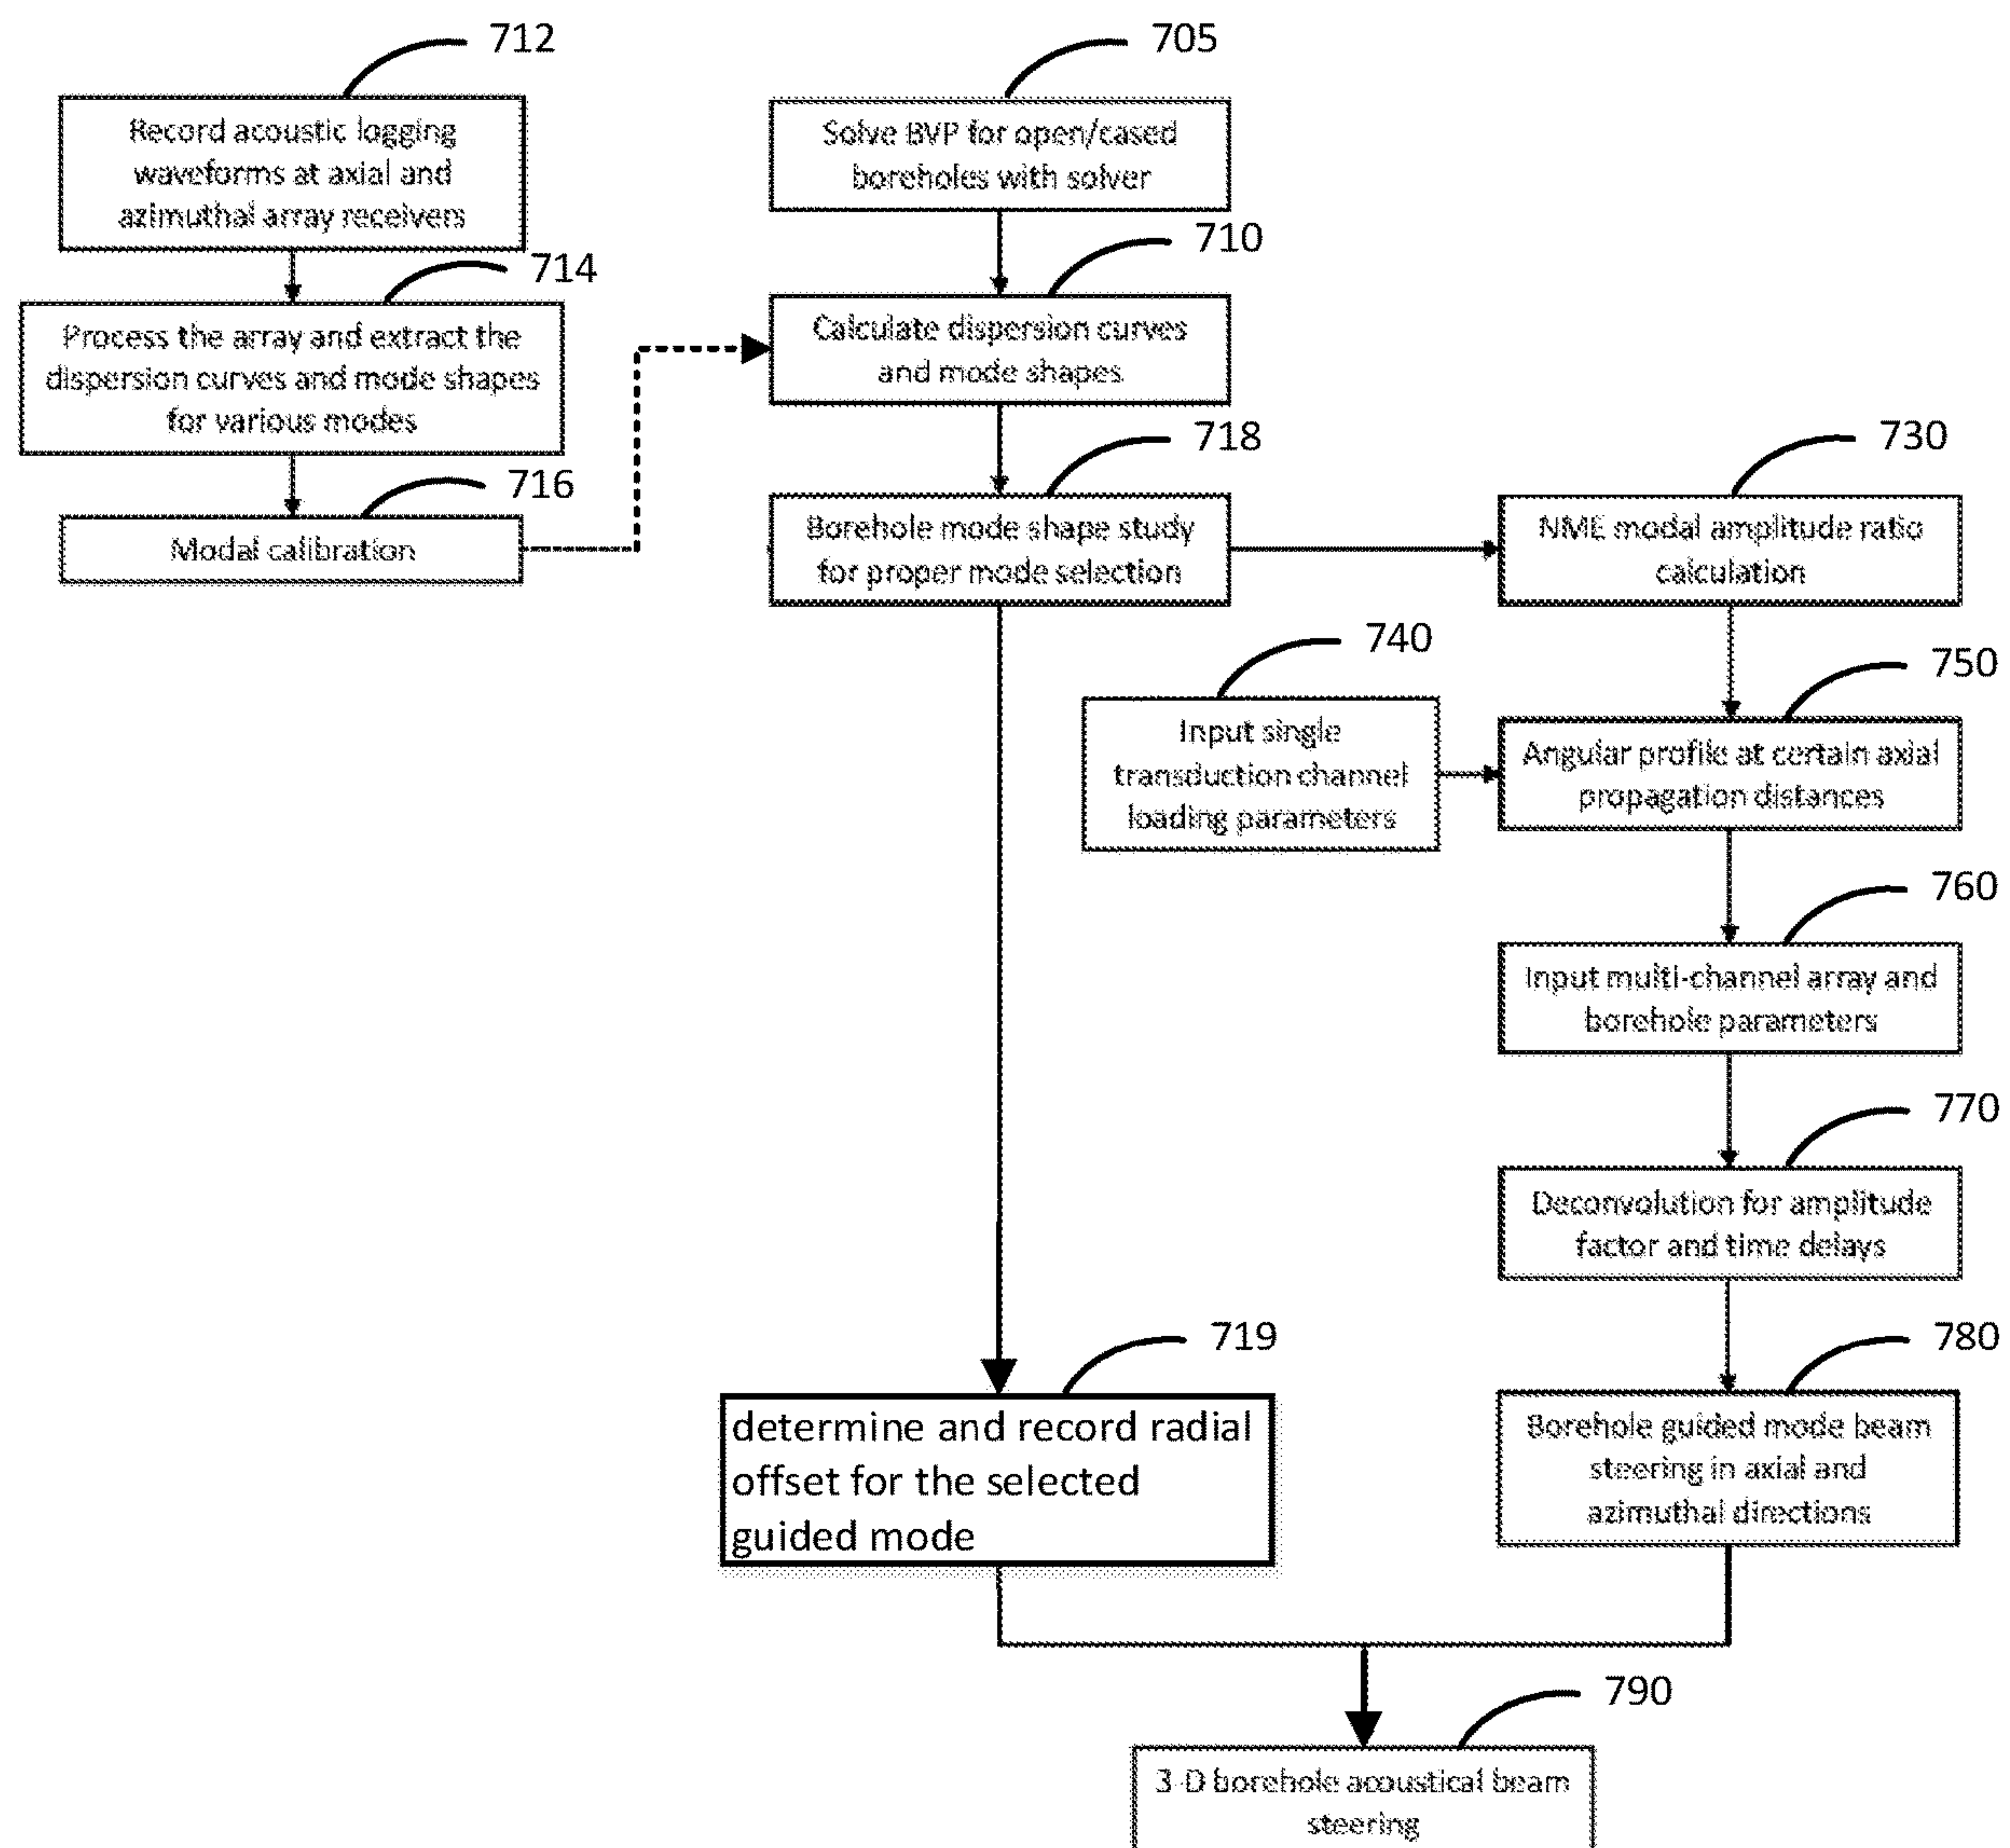 712
Record acoustic logging
waveforms at axial and
azimuthal array receivers
714
Process the array and extract the
dispersion curves and mode shapes
for various modes
716
Modal calibration
705
Solve BVP for open/cased
boreholes with solver
710
Calculate dispersion curves
and mode shapes
718
Borehole mode shape study
for proper mode selection
730
NME modal amplitude ratio
calculation
740
Input single
transduction channel
loading parameters
750
Angular profile at certain axial
propagation distances
760
Input multi-channel array and
borehole parameters
770
Deconvolution for amplitude
factor and time delays
719
determine and record radial
offset for the selected
guided mode
780
Borehole guided mode beam
steering in axial and
azimuthal directions
790
3-D borehole acoustical beam
steering